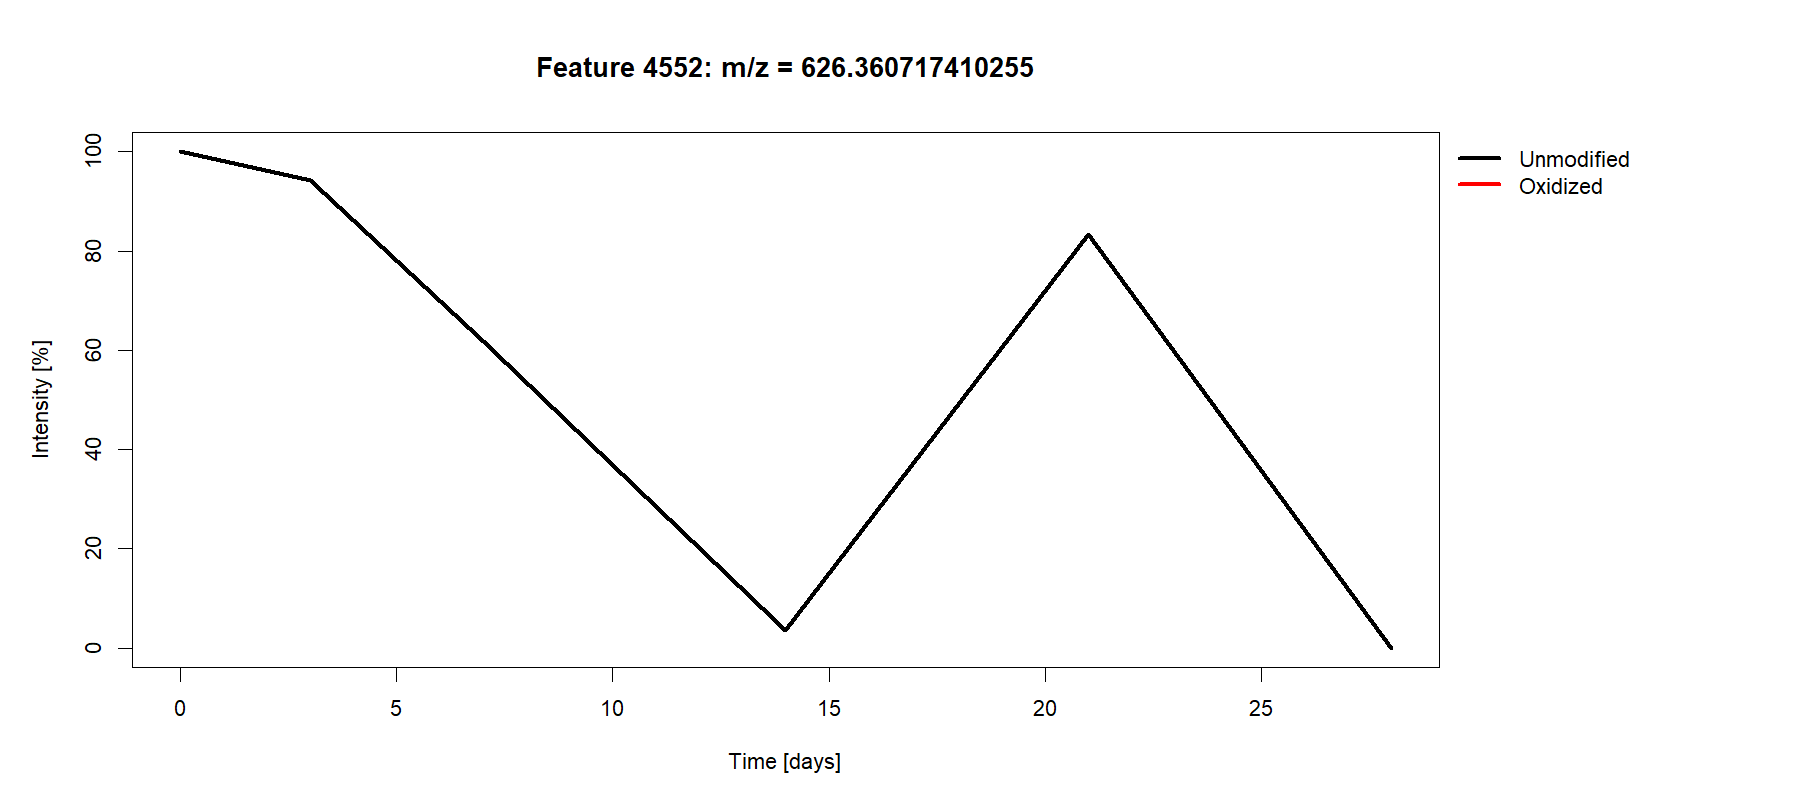 Feature 4552: m/z = 626.360717410255
Unmodified
Oxidized
Intensity [%]
100
80
60
40
20
0
0 5 10 15 20 25
Time [days]